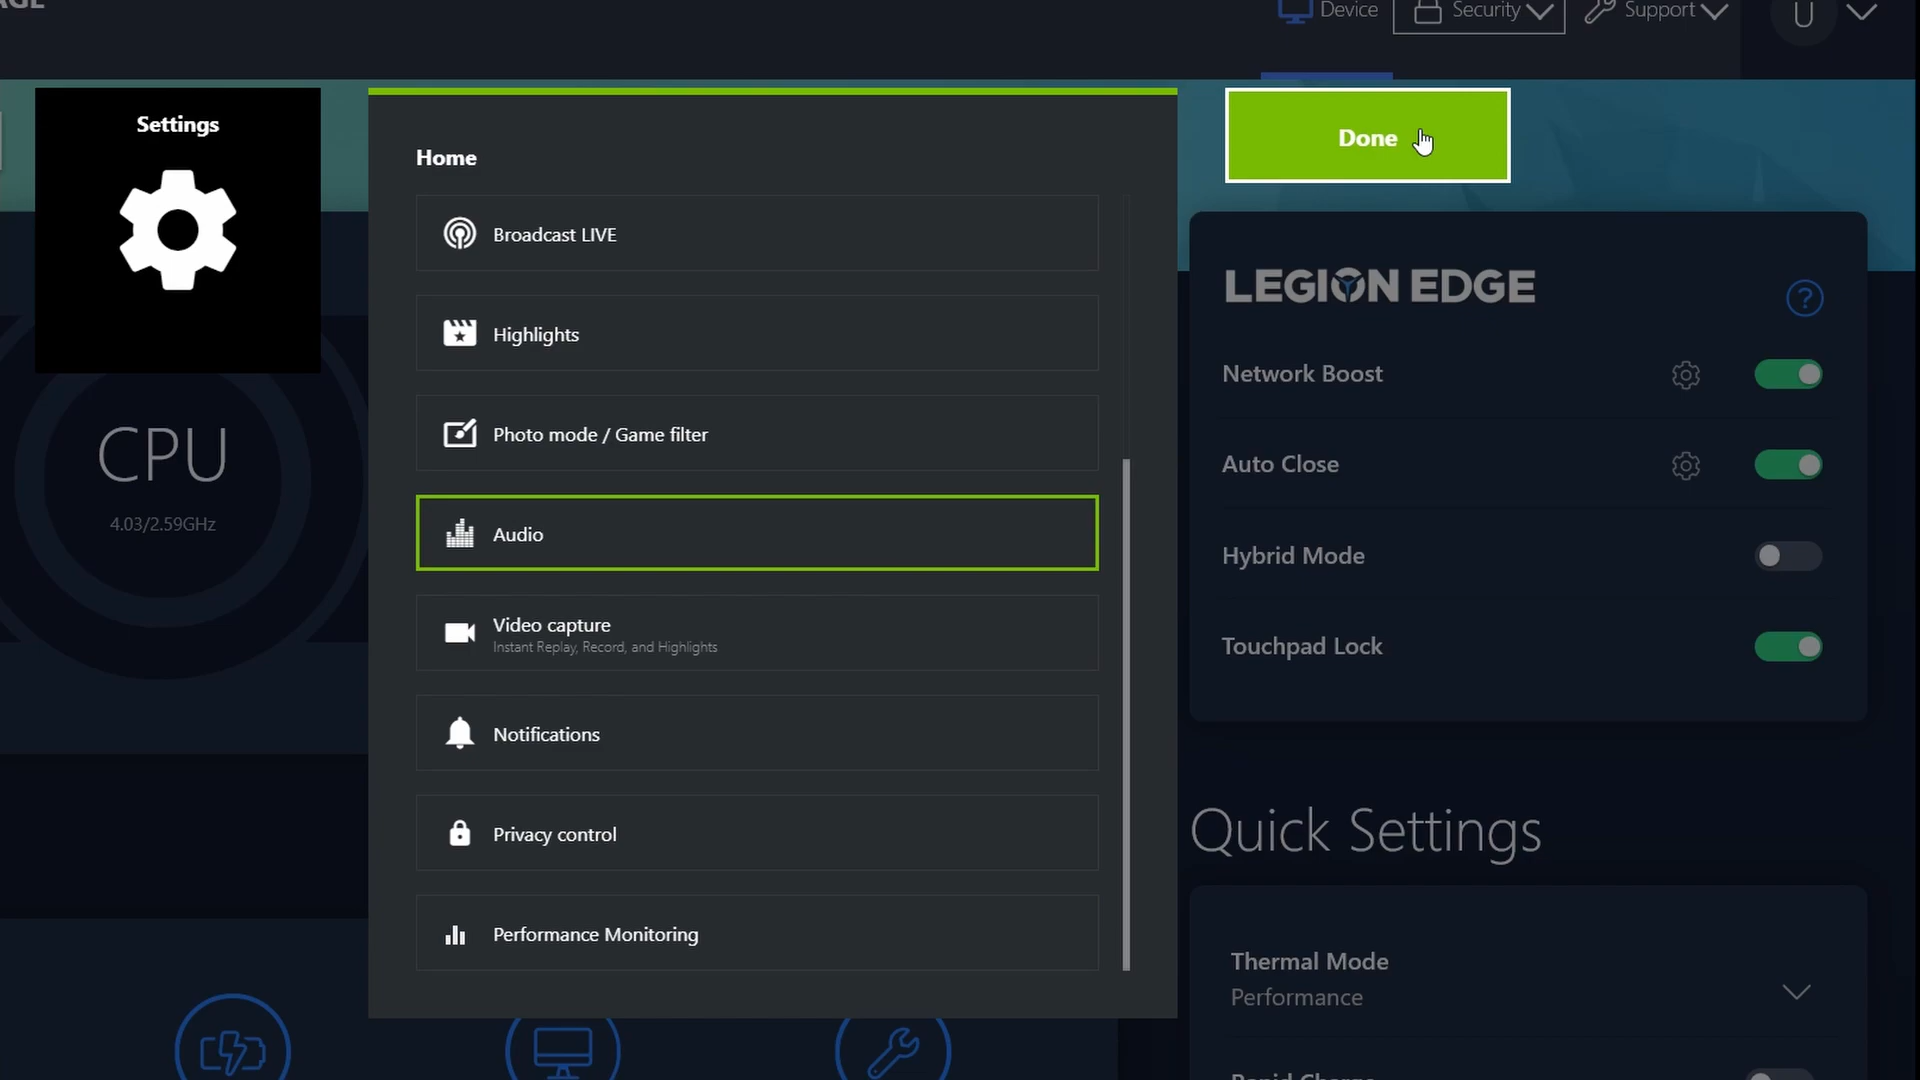 Device
Security
Support
U
Settings
Home
Done
Broadcast LIVE
Highlights
Photo mode / Game filter
Audio
Video capture
Instant Replay, Record, and Highlights
Notifications
Privacy control
Performance Monitoring
CPU
4.03/2.59GHz
LEGION EDGE
?
Network Boost
Auto Close
Hybrid Mode
Touchpad Lock
Quick Settings
Thermal Mode
Performance